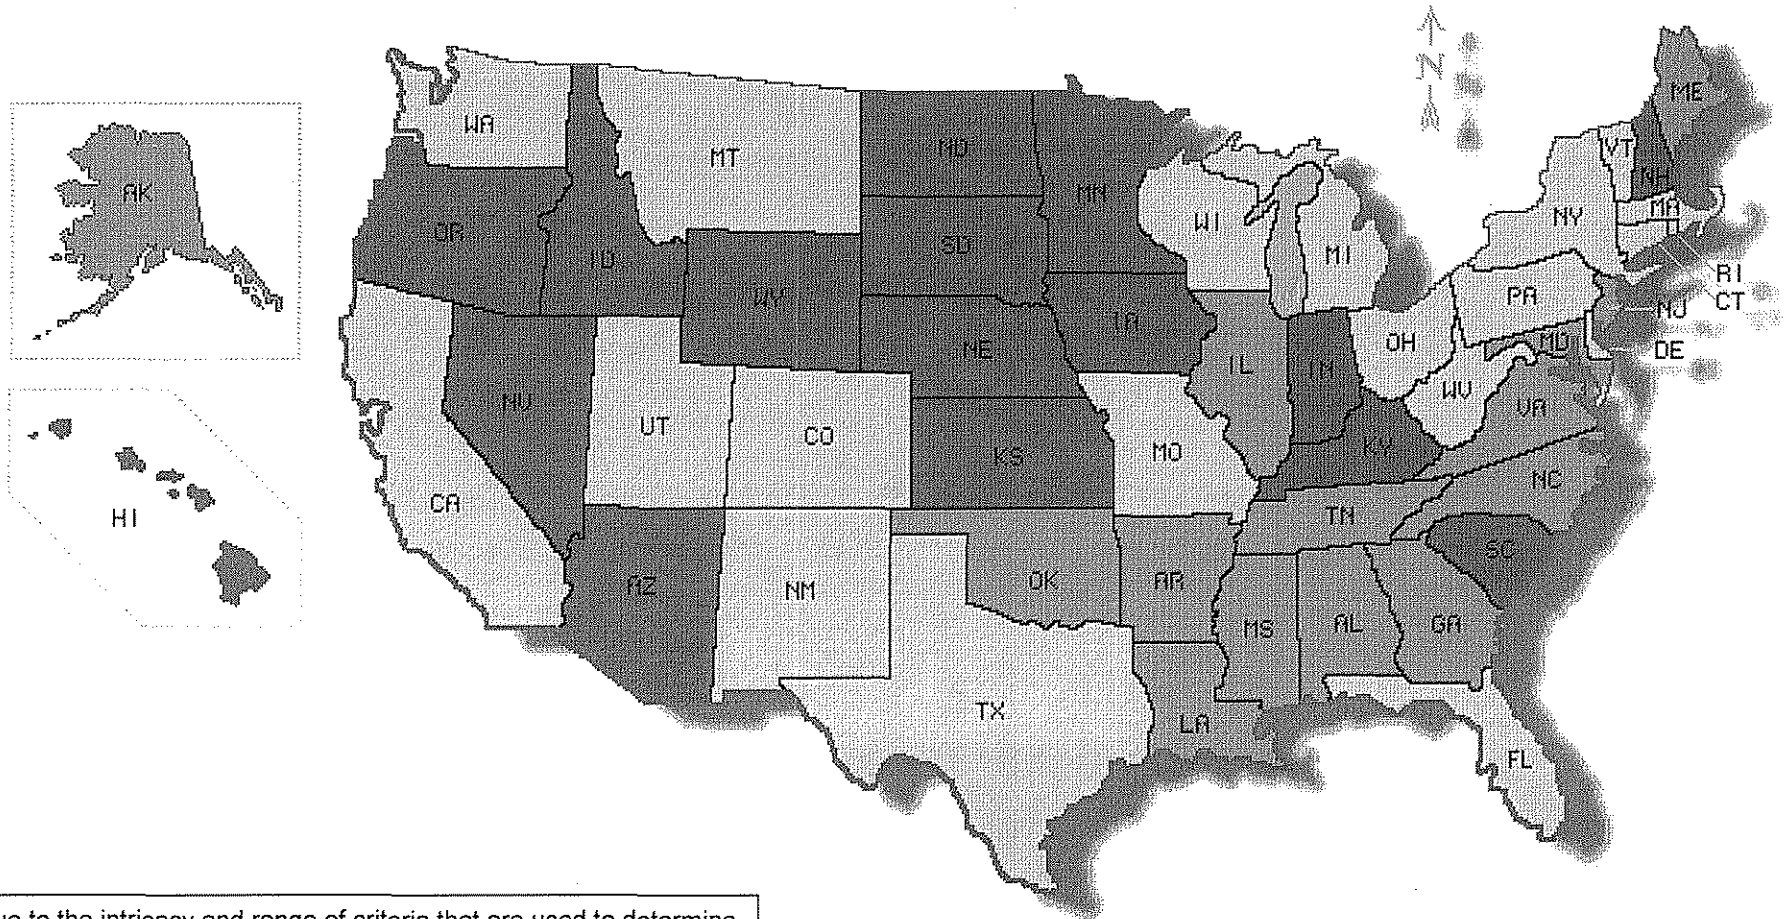 N
ME
WA
MT
ND
AK
MN
VT
NH
OR
ID
SD
WI
MI
NY
MA
WY
RI
CT
PA
NJ
IA
NE
OH
MD
DE
IL
IN
NV
UT
CO
WV
VA
KS
MO
KY
CA
NC
HI
TN
SC
AZ
NM
OK
AR
MS
AL
GA
TX
LA
FL
ue to the intricacy and range of criteria that are used to determine